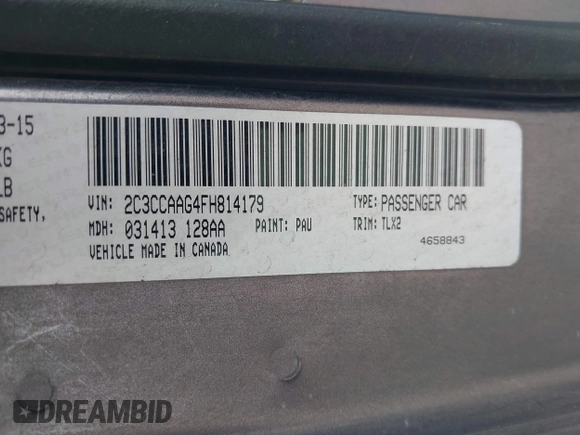 3-15
KG
LB
SAFETY,
VIN: 2C3CCAAG4FH814179 TYPE: PASSENGER CAR
MDH: 031413 128AA PAINT: PAU TRIM: TLX2
VEHICLE MADE IN CANADA 4658843
DREAMBID